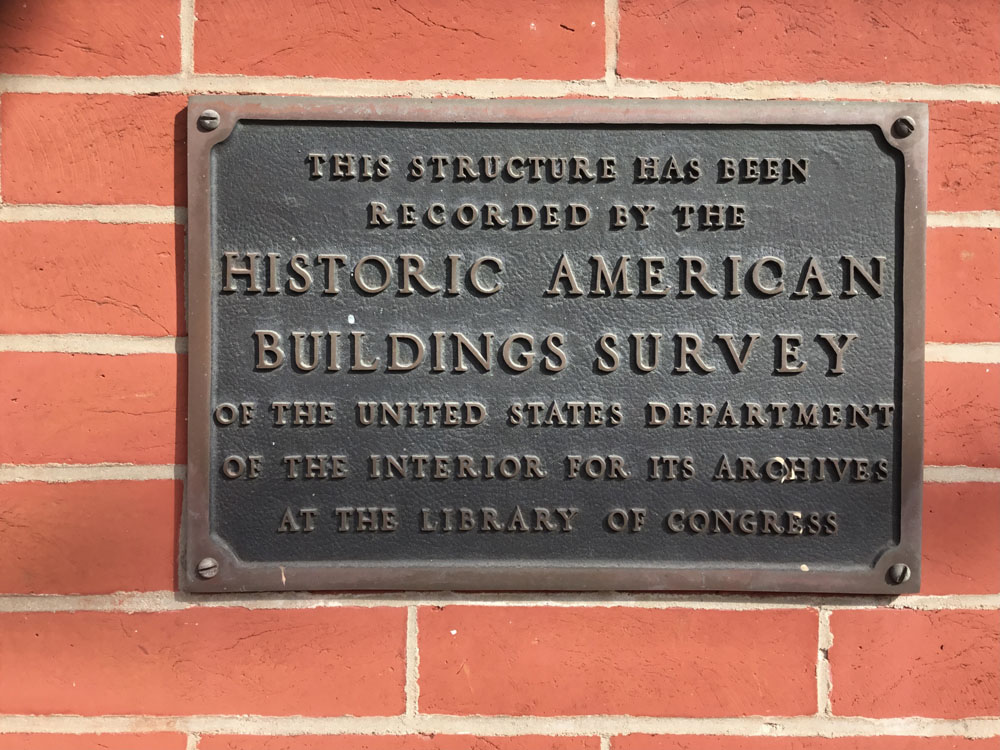 THIS STRUCTURE HAS BEEN
RECORDED BY THE
HISTORIC AMERICAN
BUILDINGS SURVEY
OF THE UNITED STATES DEPARTMENT
OF THE INTERIOR FOR ITS ARCHIVES
AT THE LIBRARY OF CONGRESS